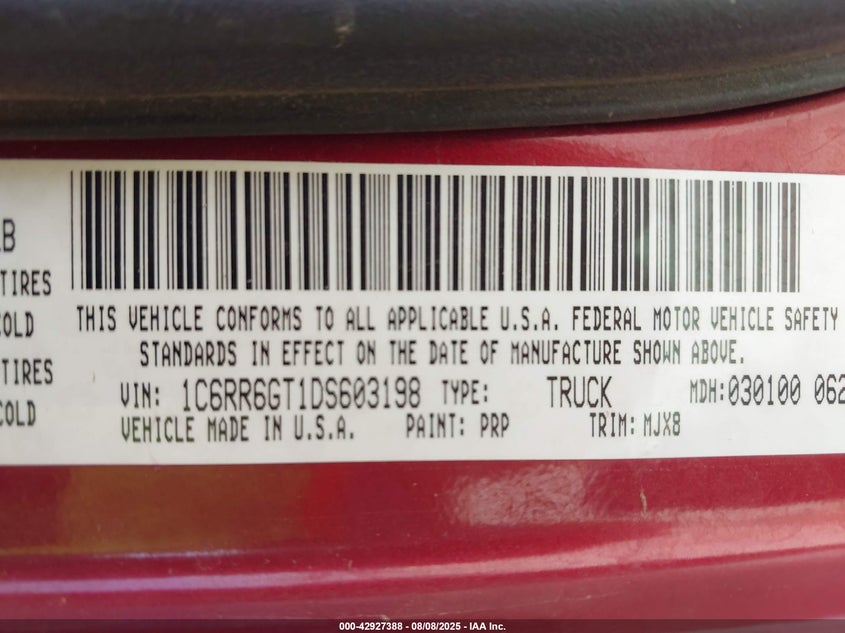 B
TIRES
COLD
TIRES
COLD
THIS VEHICLE CONFORMS TO ALL APPLICABLE U.S.A. FEDERAL MOTOR VEHICLE SAFETY
STANDARDS IN EFFECT ON THE DATE OF MANUFACTURE SHOWN ABOVE.
VIN: 1C6RR6GT1DS603198 TYPE: TRUCK MDH:030100 062
VEHICLE MADE IN U.S.A. PAINT: PRP TRIM: MJX8
000-42927388 - 08/08/2025 - IAA Inc.